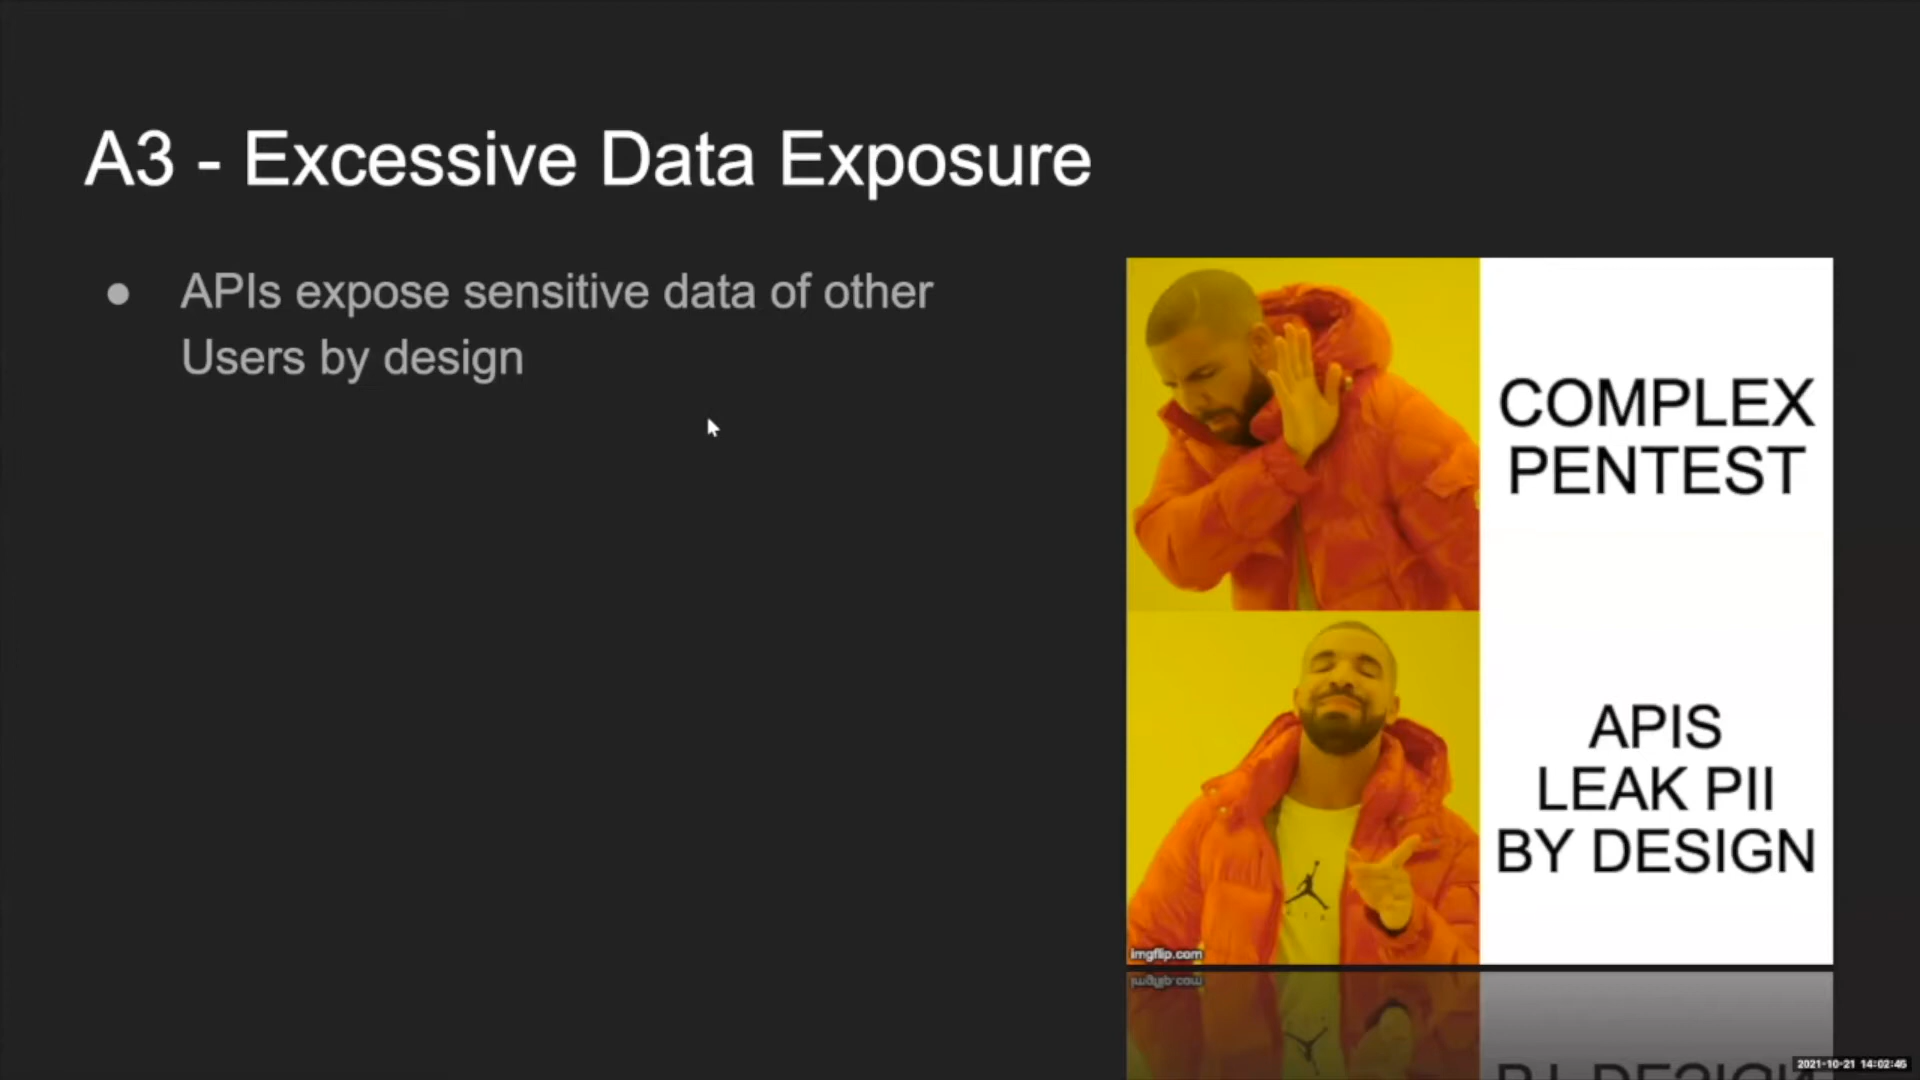 A3 - Excessive Data Exposure
● APIs expose sensitive data of other
Users by design
COMPLEX
PENTEST
APIS
LEAK PII
BY DESIGN
imgflip.com
2021-10-21 14:02:45